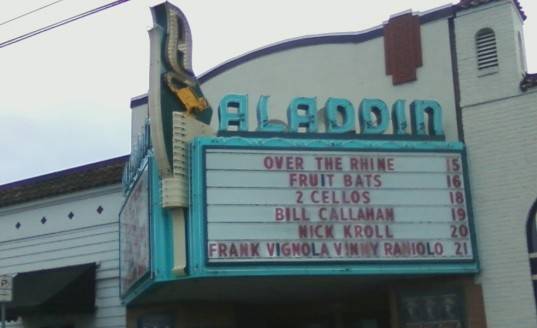 ALADDIN
OVER THE RHINE 15
FRUIT BATS 16
2 CELLOS 18
BILL CALLAHAN 19
NICK KROLL 20
FRANK VIGNOLA VINNY RANIOLO 21